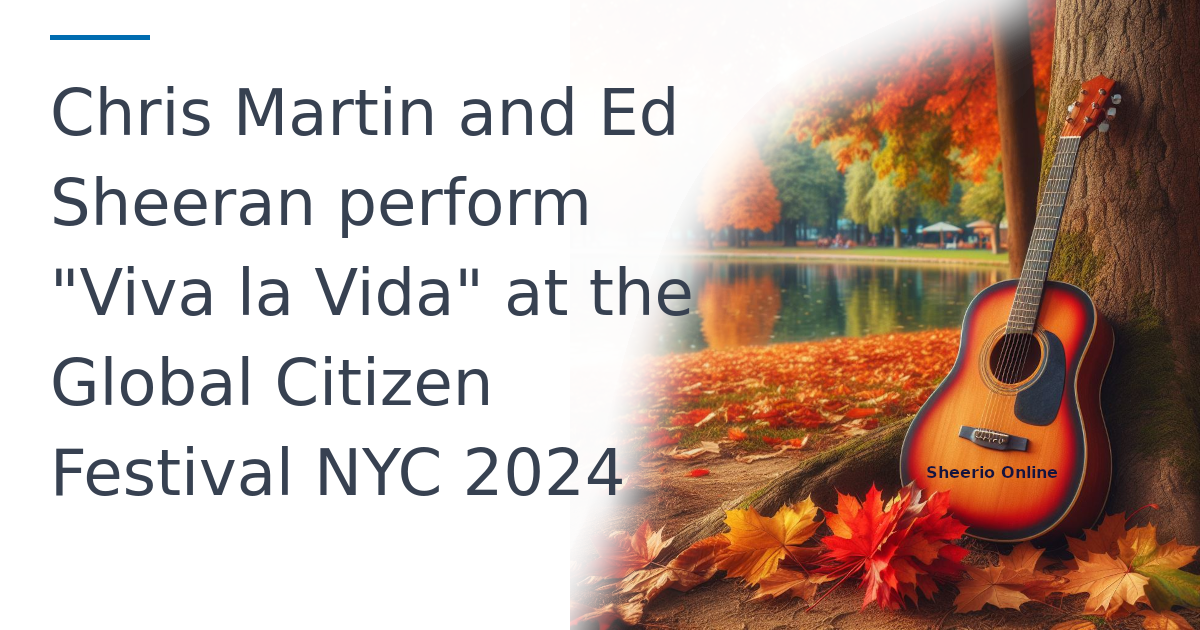 Chris Martin and Ed
Sheeran perform
"Viva la Vida" at the
Global Citizen
Festival NYC 2024
Sheerio Online